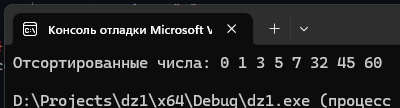 Консоль отладки Microsoft V
Отсортированные числа: 0 1 3 5 7 32 45 60
D:\Projects\dz1\x64\Debug\dz1.exe (процесс